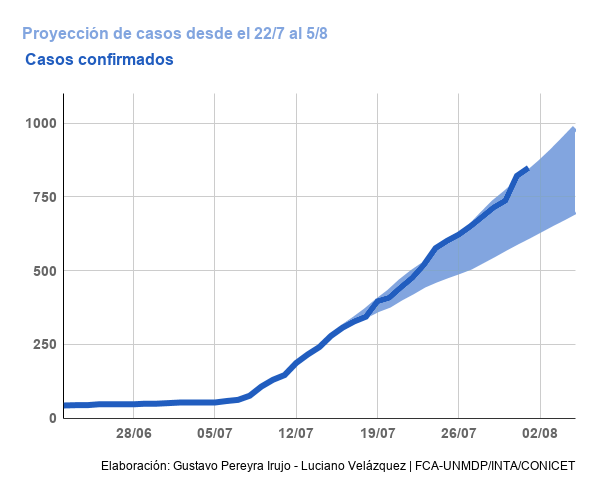 Proyección de casos desde el 22/7 al 5/8
Casos confirmados
1000
750
500
250
0
28/06 05/07 12/07 19/07 26/07 02/08
Elaboración: Gustavo Pereyra Irujo - Luciano Velázquez | FCA-UNMDP/INTA/CONICET